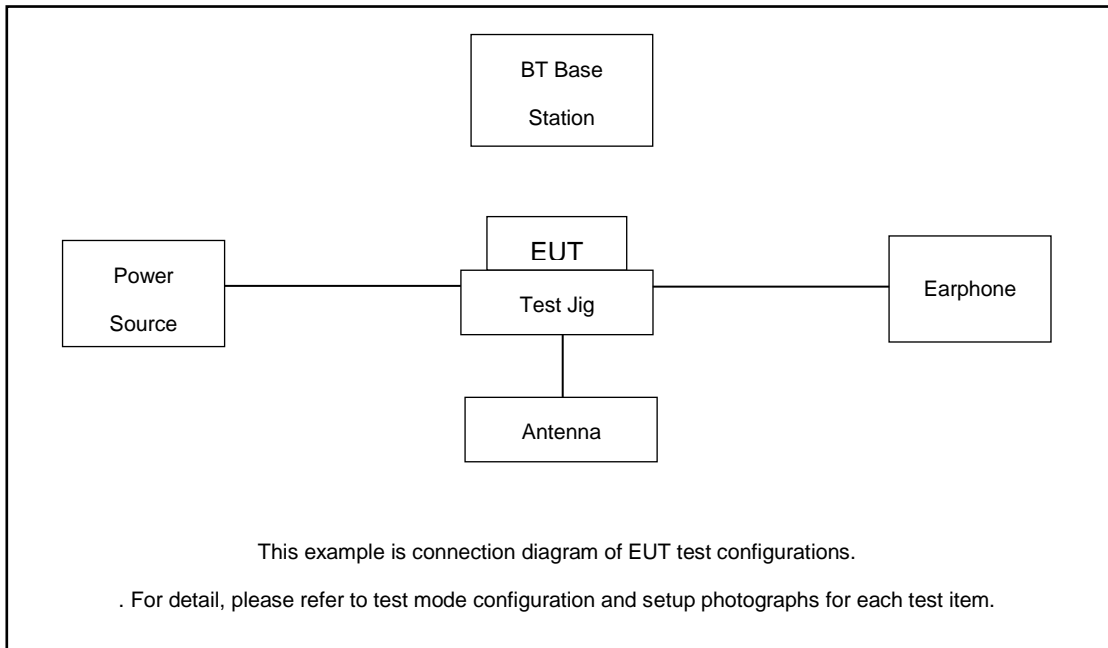 BT Base
Station
EUT
Power
Source
Test Jig
Earphone
Antenna
This example is connection diagram of EUT test configurations.
. For detail, please refer to test mode configuration and setup photographs for each test item.